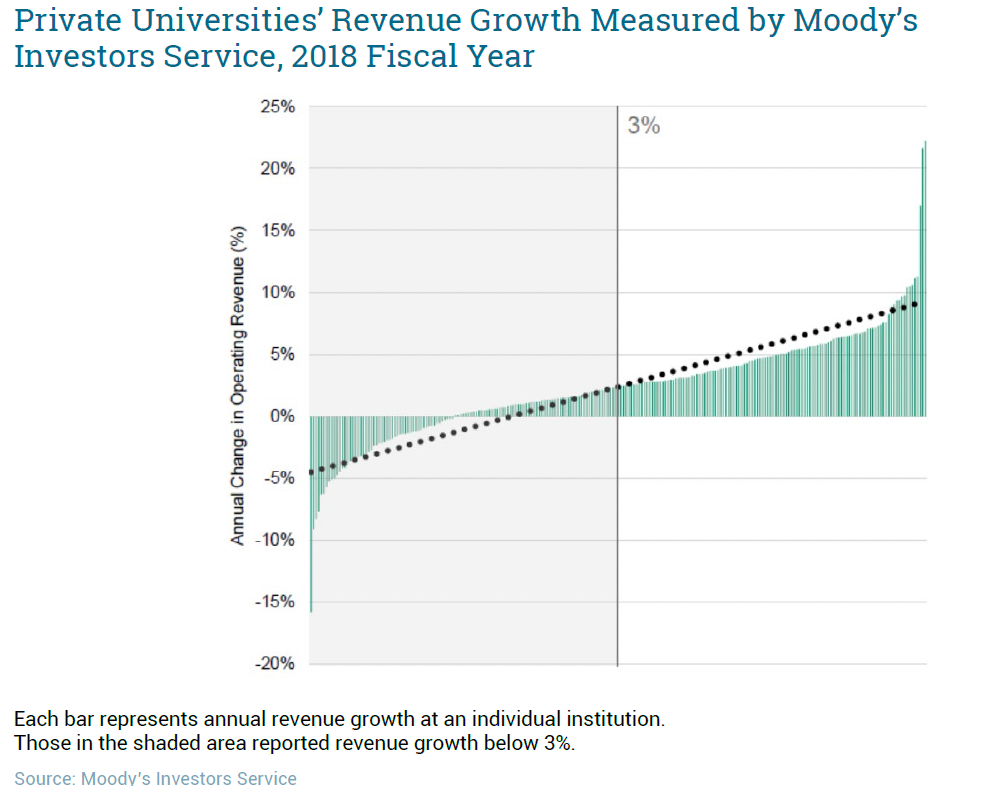 Private Universities’ Revenue Growth Measured by Moody’s
Investors Service, 2018 Fiscal Year
25%
3%
20%
15%
10%
5%
0%
-5%
-10%
-15%
-20%
Annual Change in Operating Revenue (%)
Each bar represents annual revenue growth at an individual institution.
Those in the shaded area reported revenue growth below 3%.
Source: Moody's Investors Service